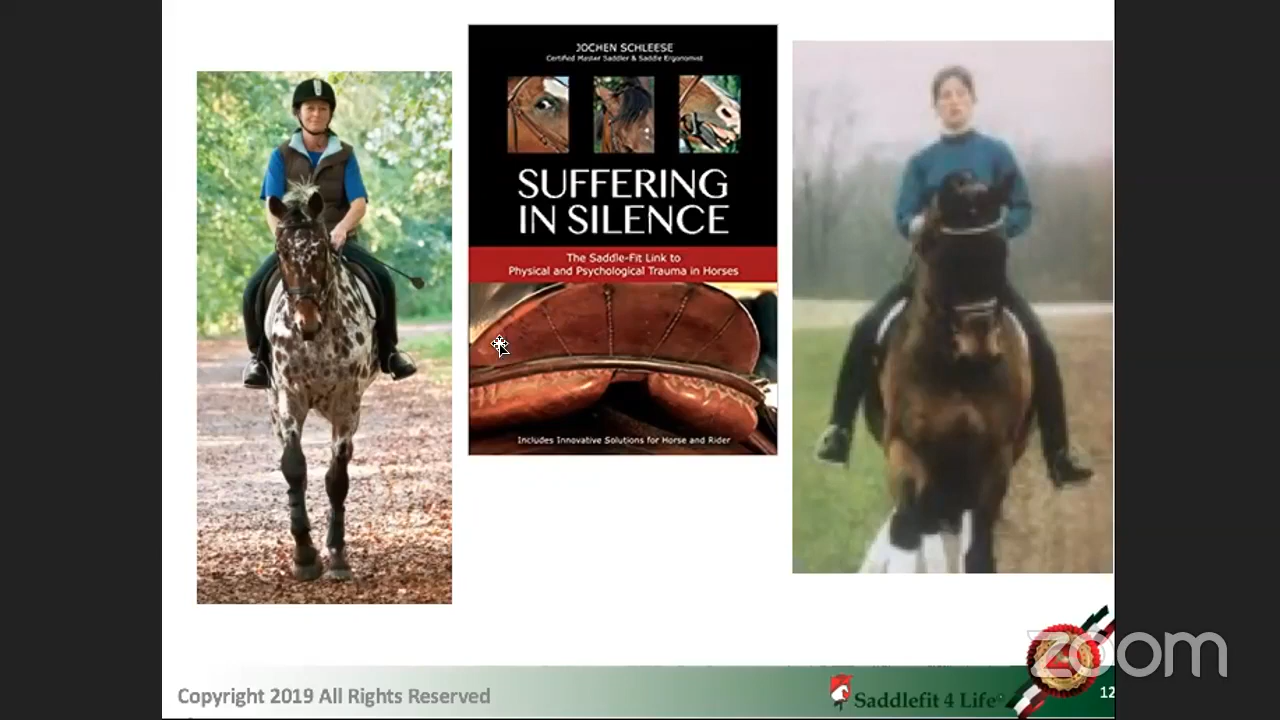 JOCHEN SCHLEESE
Certified Master Saddler & Saddle Ergonomist
SUFFERING
IN SILENCE
The Saddle-Fit Link to
Physical and Psychological Trauma in Horses
Includes Innovative Solutions for Horse and Rider
Copyright 2019 All Rights Reserved
Saddlefit 4 Life
zoom
12